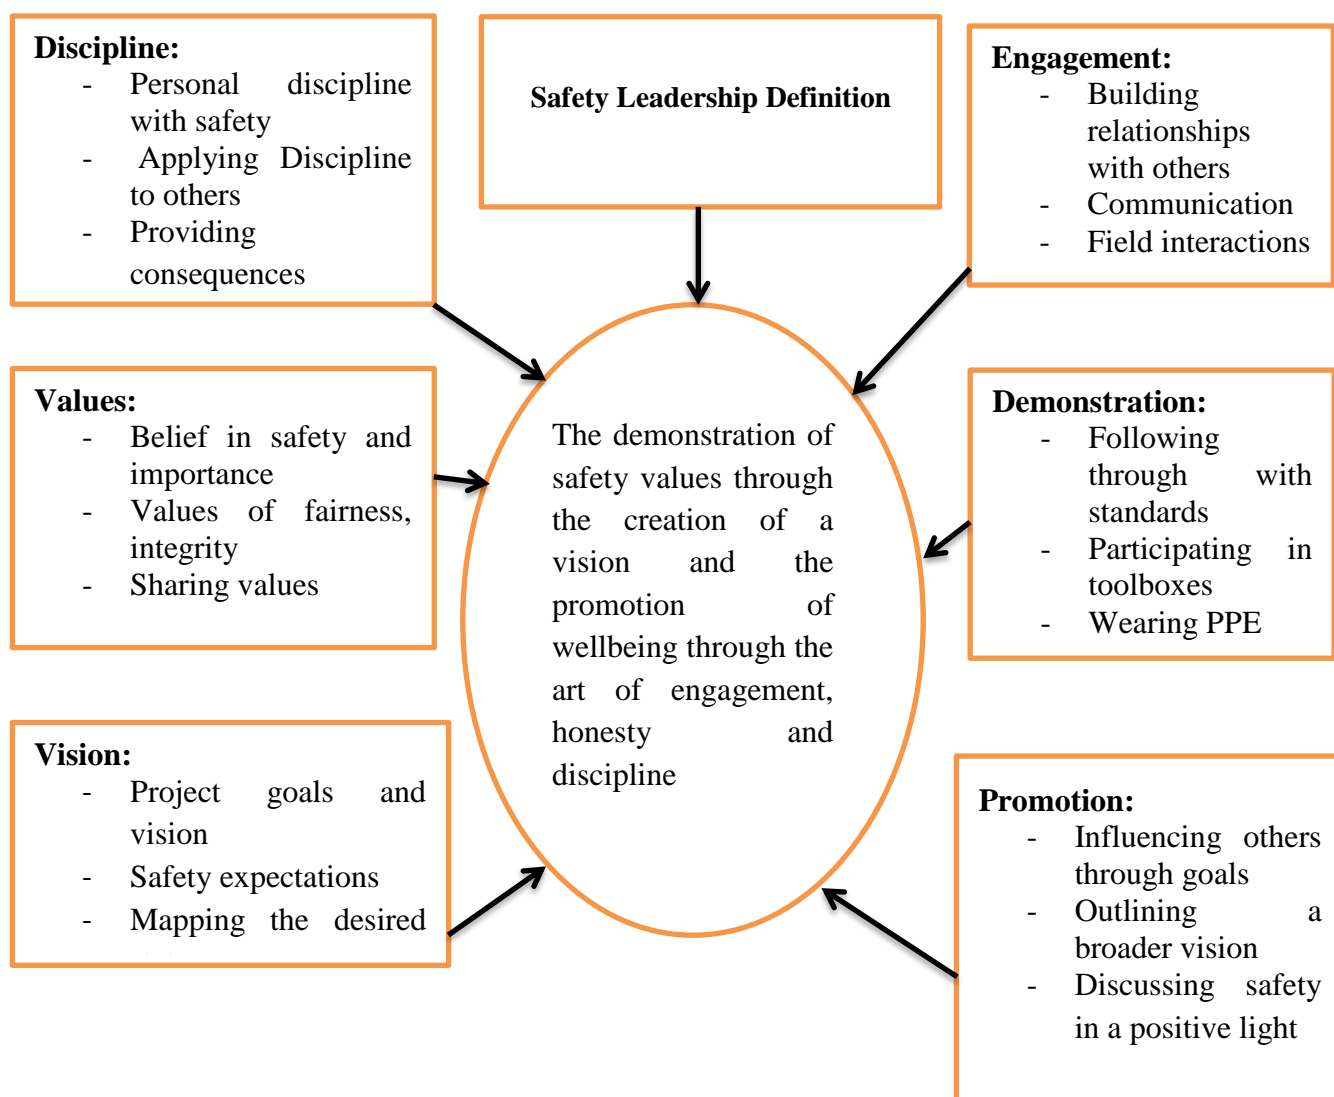 Discipline:
- Personal discipline
with safety
- Applying Discipline
to others
- Providing
consequences
Safety Leadership Definition
Engagement:
- Building
relationships
with others
- Communication
- Field interactions
Values:
- Belief in safety and
importance
- Values of fairness,
integrity
- Sharing values
The demonstration of
safety values through
the creation of a
vision and the
promotion of
wellbeing through the
art of engagement,
honesty and
discipline
Demonstration:
- Following
through with
standards
- Participating in
toolboxes
- Wearing PPE
Vision:
- Project goals and
vision
- Safety expectations
- Mapping the desired
Promotion:
- Influencing others
through goals
- Outlining a
broader vision
- Discussing safety
in a positive light